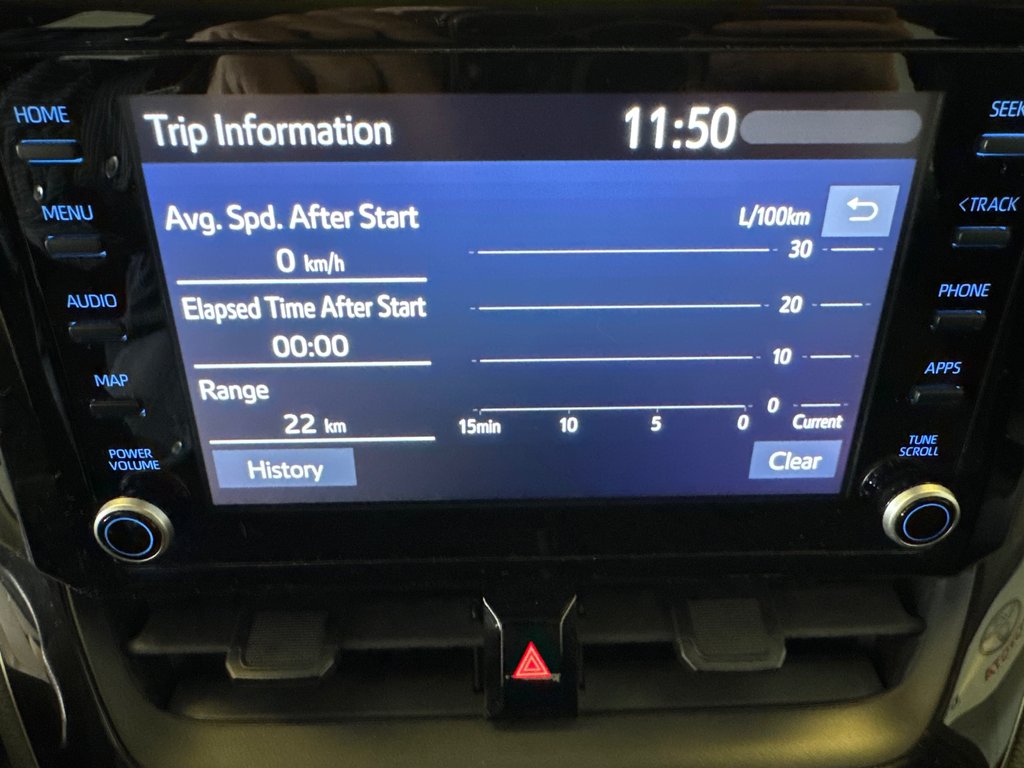 HOME
MENU
AUDIO
MAP
POWER
VOLUME
Trip Information 11:50
Avg. Spd. After Start
0 km/h
Elapsed Time After Start
00:00
Range
22 km
History
L/100km
30
20
10
0
15min 10 5 0 Current
Clear
SEEK
<TRACK
PHONE
APPS
TUNE
SCROLL